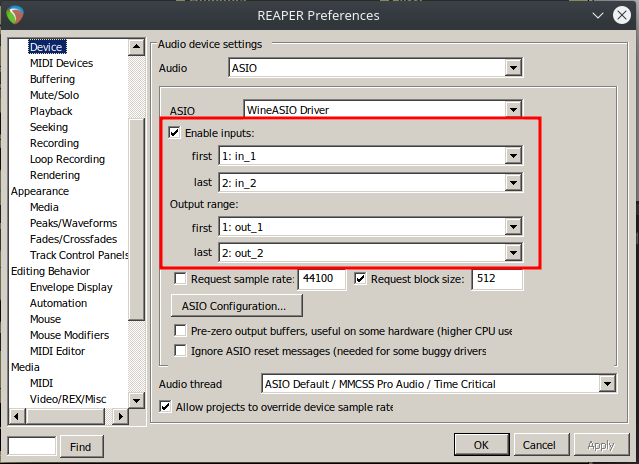 REAPER Preferences
Device
MIDI Devices
Buffering
Mute/Solo
Playback
Seeking
Recording
Loop Recording
Rendering
Appearance
Media
Peaks/Waveforms
Fades/Crossfades
Track Control Panels
Editing Behavior
Envelope Display
Automation
Mouse
Mouse Modifiers
MIDI Editor
Media
MIDI
Video/REX/Misc
Find
Audio device settings
Audio ASIO
ASIO WineASIO Driver
Enable inputs:
first 1: in_1
last 2: in_2
Output range:
first 1: out_1
last 2: out_2
Request sample rate: 44100 Request block size: 512
ASIO Configuration...
Pre-zero output buffers, useful on some hardware (higher CPU use
Ignore ASIO reset messages (needed for some buggy drivers
Audio thread ASIO Default / MMCSS Pro Audio / Time Critical
Allow projects to override device sample rate
OK Cancel Apply